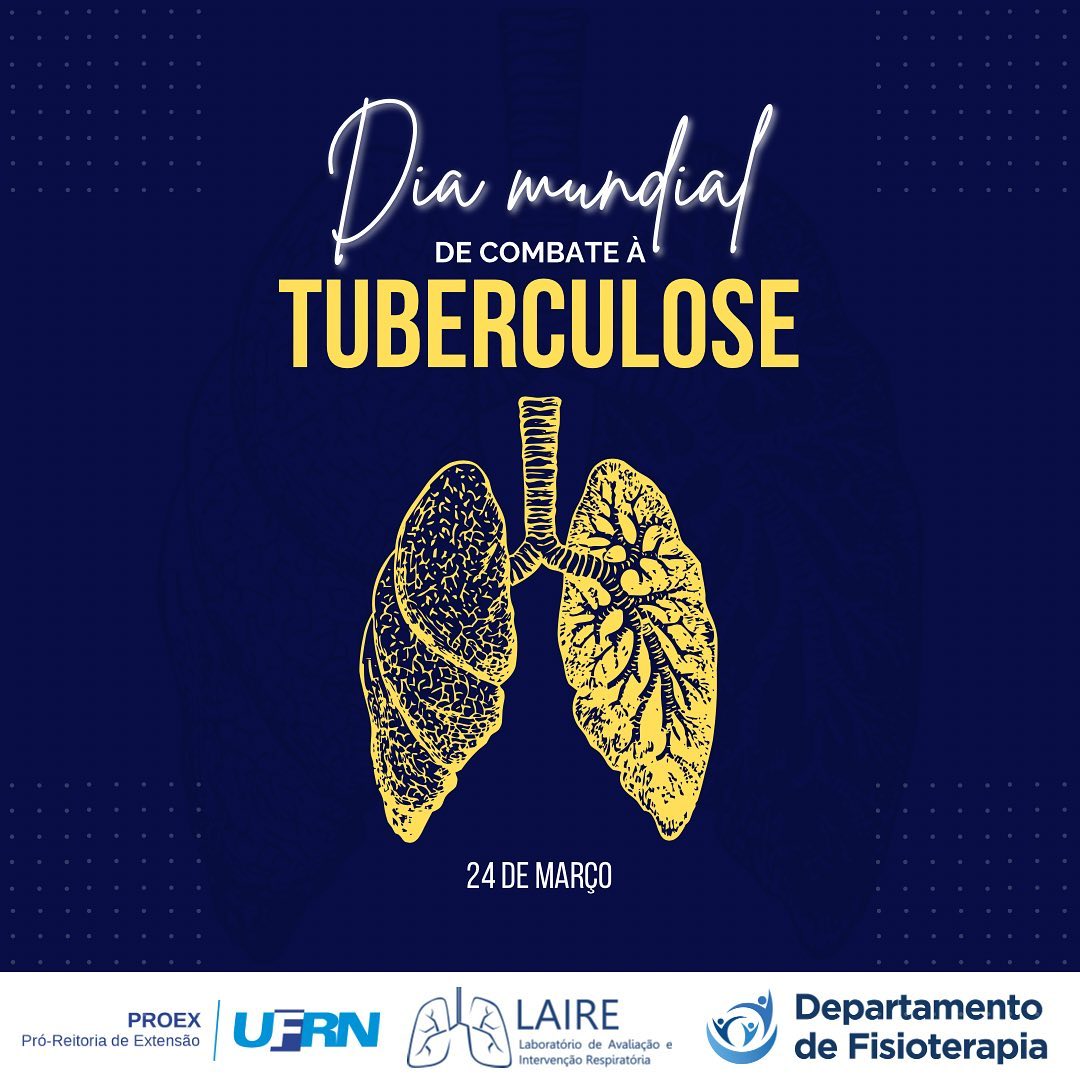 Dia mundial
DE COMBATE À
TUBERCULOSE
24 DE MARÇO
PROEX
Pró-Reitoria de Extensão
UFRN
LAIRE
Laboratório de Avaliação e
Intervenção Respiratória
Departamento
de Fisioterapia